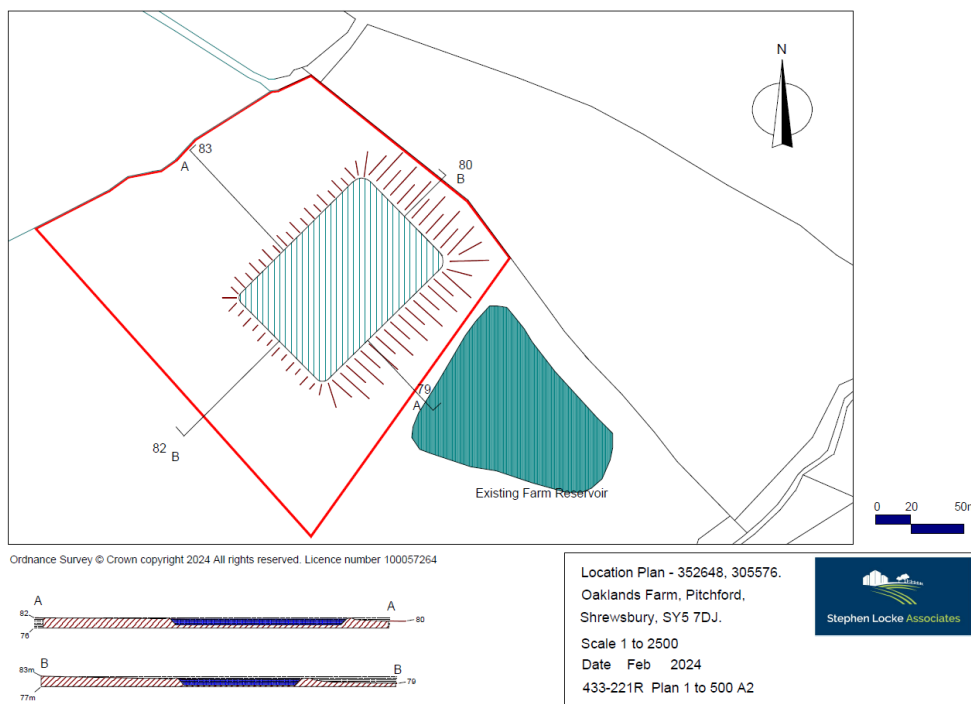 N
83
A
80
B
79
A
82
B
Existing Farm Reservoir
0 20 50m
Ordnance Survey © Crown copyright 2024 All rights reserved. Licence number 100057264
A A
82
76
80
B B
83m
77m
79
Location Plan - 352648, 305576.
Oaklands Farm, Pitchford,
Shrewsbury, SY5 7DJ.
Scale 1 to 2500
Date Feb 2024
433-221R Plan 1 to 500 A2
Stephen Locke Associates